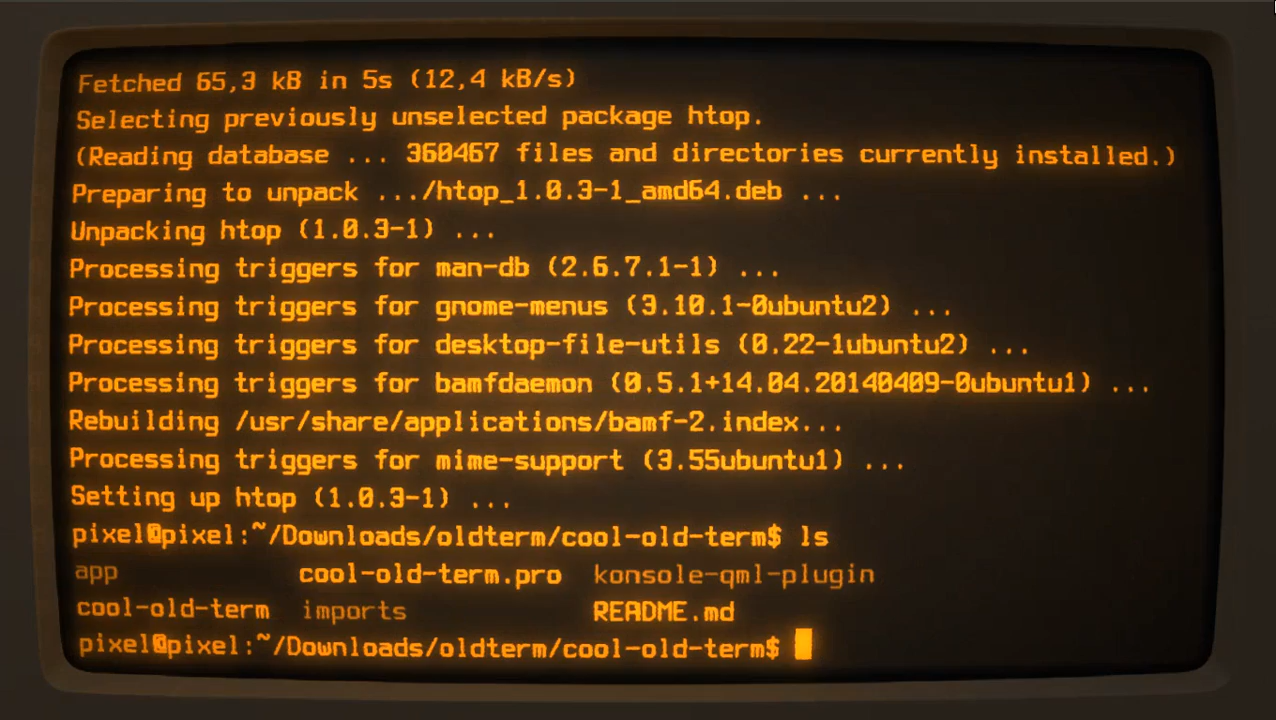 Fetched 65,3 kB in 5s (12,4 kB/s)
Selecting previously unselected package htop.
(Reading database ... 360467 files and directories currently installed.)
Preparing to unpack .../htop_1.0.3-1_amd64.deb ...
Unpacking htop (1.0.3-1) ...
Processing triggers for man-db (2.6.7.1-1) ...
Processing triggers for gnome-menus (3.10.1-0ubuntu2) ...
Processing triggers for desktop-file-utils (0.22-1ubuntu2) ...
Processing triggers for bamfdaemon (0.5.1+14.04.20140409-0ubuntu1) ...
Rebuilding /usr/share/applications/bamf-2.index...
Processing triggers for mime-support (3.55ubuntu1) ...
Setting up htop (1.0.3-1) ...
pixel@pixel:~/Downloads/oldterm/cool-old-term$ ls
app cool-old-term.pro konsole-qml-plugin
cool-old-term imports README.md
pixel@pixel:~/Downloads/oldterm/cool-old-term$